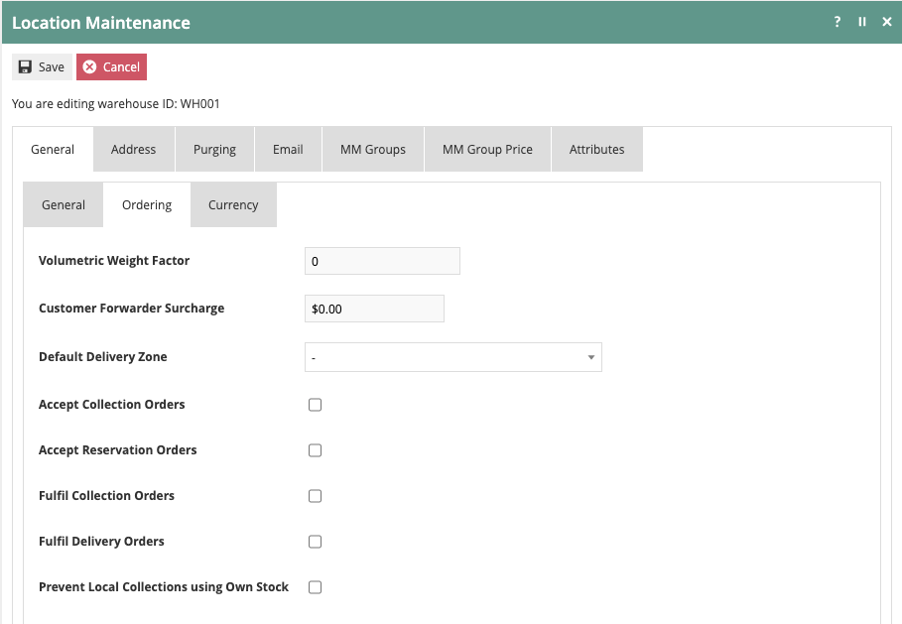 Location Maintenance ?
Save Cancel
You are editing warehouse ID: WH001
General Address Purging Email MM Groups MM Group Price Attributes
General Ordering Currency
Volumetric Weight Factor 0
Customer Forwarder Surcharge $0.00
Default Delivery Zone -
Accept Collection Orders
Accept Reservation Orders
Fulfil Collection Orders
Fulfil Delivery Orders
Prevent Local Collections using Own Stock